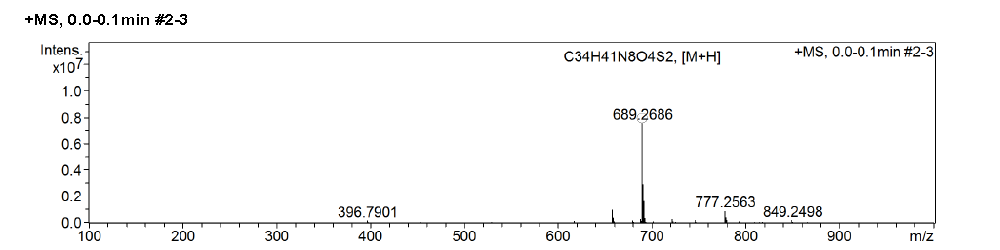 +MS, 0.0-0.1min #2-3
Intens.
x10⁷
C34H41N8O4S2, [M+H]
+MS, 0.0-0.1min #2-3
1.0
0.8
0.6
0.4
0.2
0.0
689.2686
777.2563
849.2498
396.7901
100 200 300 400 500 600 700 800 900 m/z